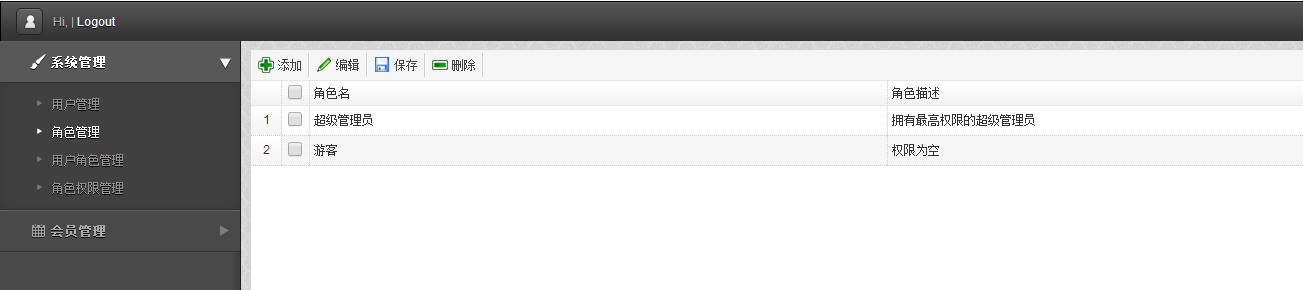 Hi, | Logout
系统管理
用户管理
角色管理
用户角色管理
角色权限管理
会员管理
添加 编辑 保存 删除
角色名 角色描述
1 超级管理员 拥有最高权限的超级管理员
2 游客 权限为空